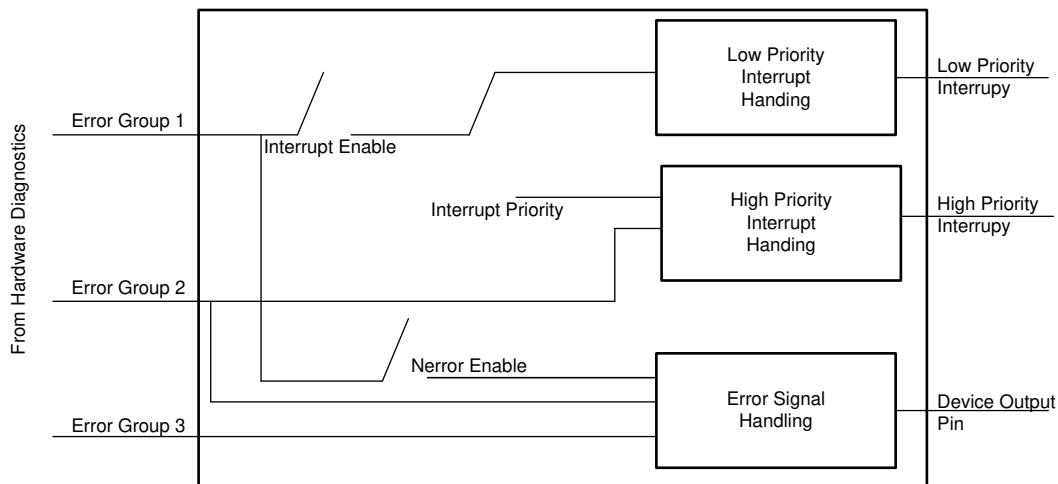 From Hardware Diagnostics
Error Group 1
Interrupt Enable
Low Priority
Interrupt
Handing
Low Priority
Interrupy
Interrupt Priority
High Priority
Interrupt
Handing
High Priority
Interrupy
Error Group 2
Nerror Enable
Error Signal
Handling
Device Output
Pin
Error Group 3